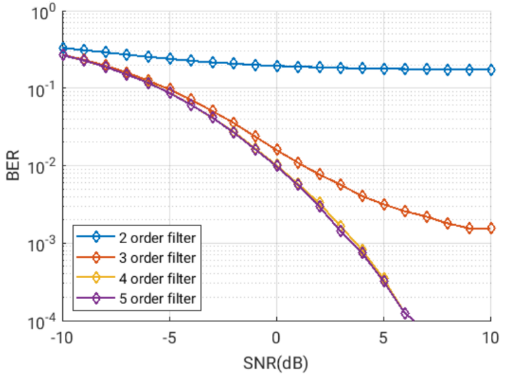 BER
10^0
10^-1
10^-2
10^-3
10^-4
2 order filter
3 order filter
4 order filter
5 order filter
-10 -5 0 5 10
SNR(dB)